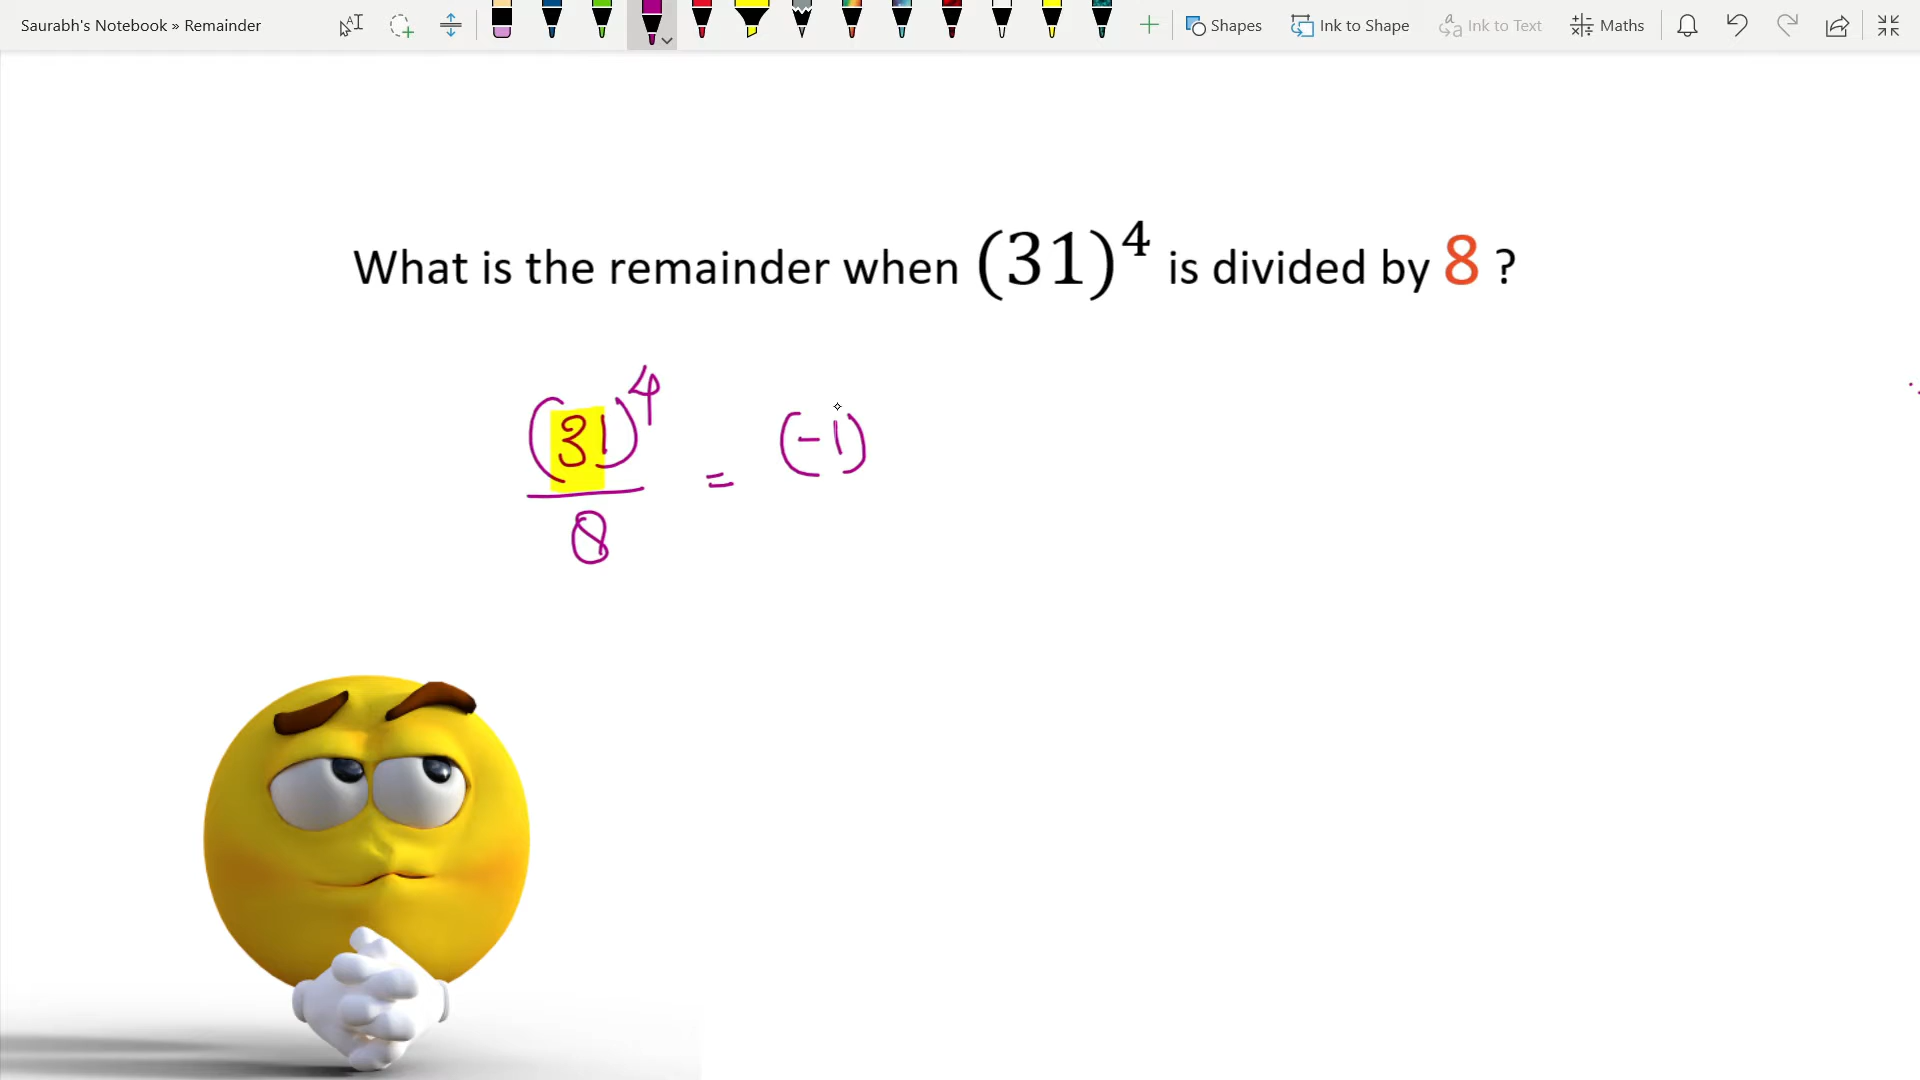 Saurabh's Notebook » Remainder
Shapes Ink to Shape Ink to Text Maths
What is the remainder when (31)⁴ is divided by 8 ?
(31)⁴
= (-1)
8